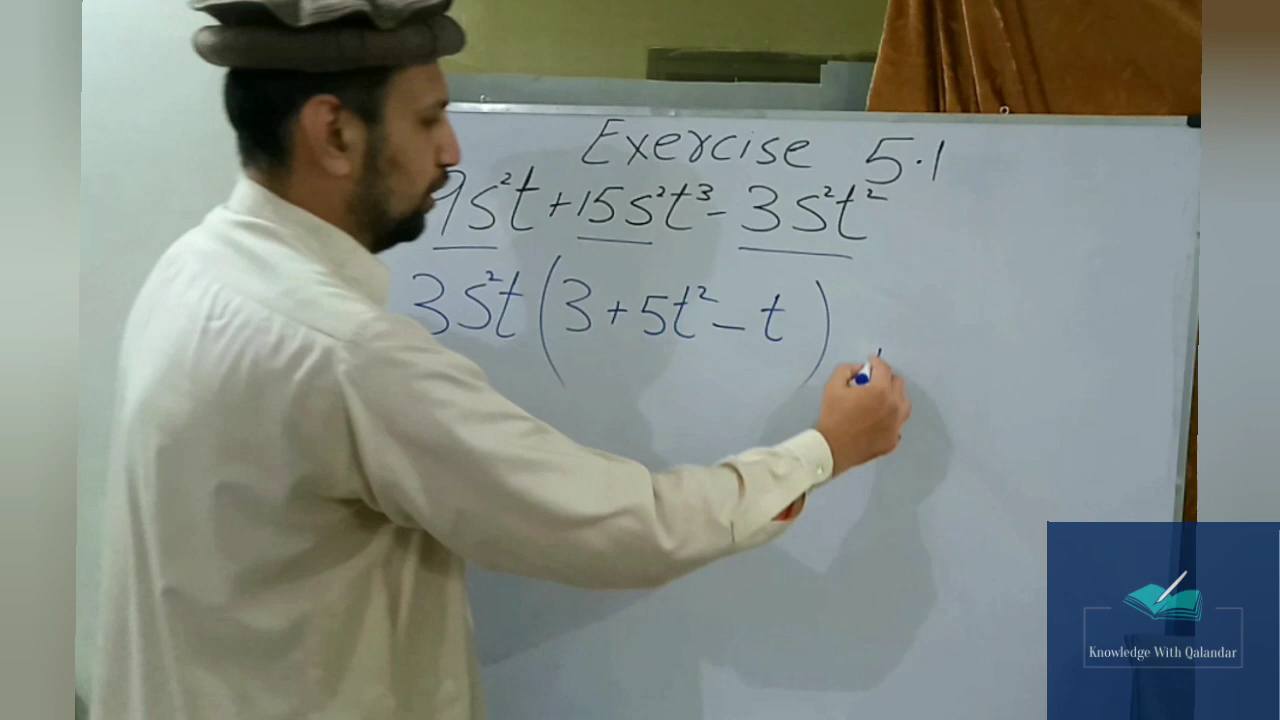 Exercise 5.1
9s²t + 15s²t³ - 3s²t²
3s²t (3 + 5t² - t)
Knowledge With Qalandar